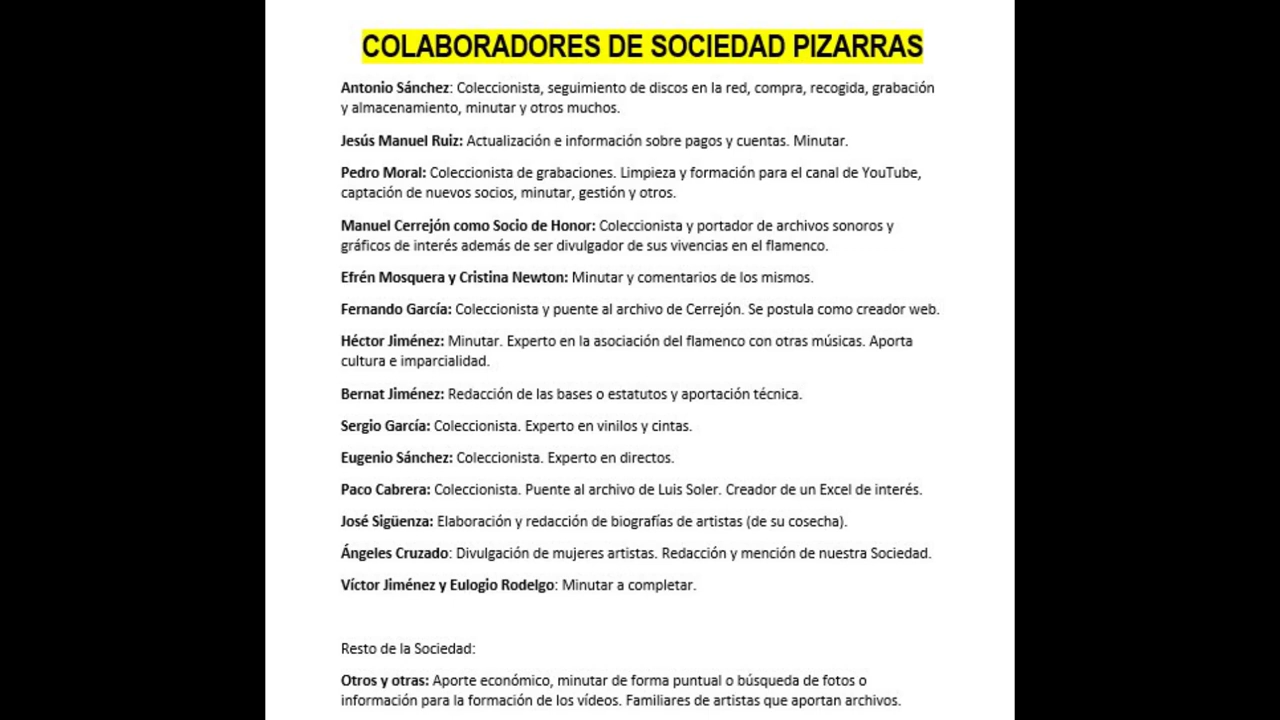 COLABORADORES DE SOCIEDAD PIZARRAS
Antonio Sánchez: Coleccionista, seguimiento de discos en la red, compra, recogida, grabación
y almacenamiento, minutar y otros muchos.
Jesús Manuel Ruiz: Actualización e información sobre pagos y cuentas. Minutar.
Pedro Moral: Coleccionista de grabaciones. Limpieza y formación para el canal de YouTube,
captación de nuevos socios, minutar, gestión y otros.
Manuel Cerrejón como Socio de Honor: Coleccionista y portador de archivos sonoros y
gráficos de interés además de ser divulgador de sus vivencias en el flamenco.
Efrén Mosquera y Cristina Newton: Minutar y comentarios de los mismos.
Fernando García: Coleccionista y puente al archivo de Cerrejón. Se postula como creador web.
Héctor Jiménez: Minutar. Experto en la asociación del flamenco con otras músicas. Aporta
cultura e imparcialidad.
Bernat Jiménez: Redacción de las bases o estatutos y aportación técnica.
Sergio García: Coleccionista. Experto en vinilos y cintas.
Eugenio Sánchez: Coleccionista. Experto en directos.
Paco Cabrera: Coleccionista. Puente al archivo de Luis Soler. Creador de un Excel de interés.
José Sigüenza: Elaboración y redacción de biografías de artistas (de su cosecha).
Ángeles Cruzado: Divulgación de mujeres artistas. Redacción y mención de nuestra Sociedad.
Víctor Jiménez y Eulogio Rodelgo: Minutar a completar.
Resto de la Sociedad:
Otros y otras: Aporte económico, minutar de forma puntual o búsqueda de fotos o
información para la formación de los vídeos. Familiares de artistas que aportan archivos.